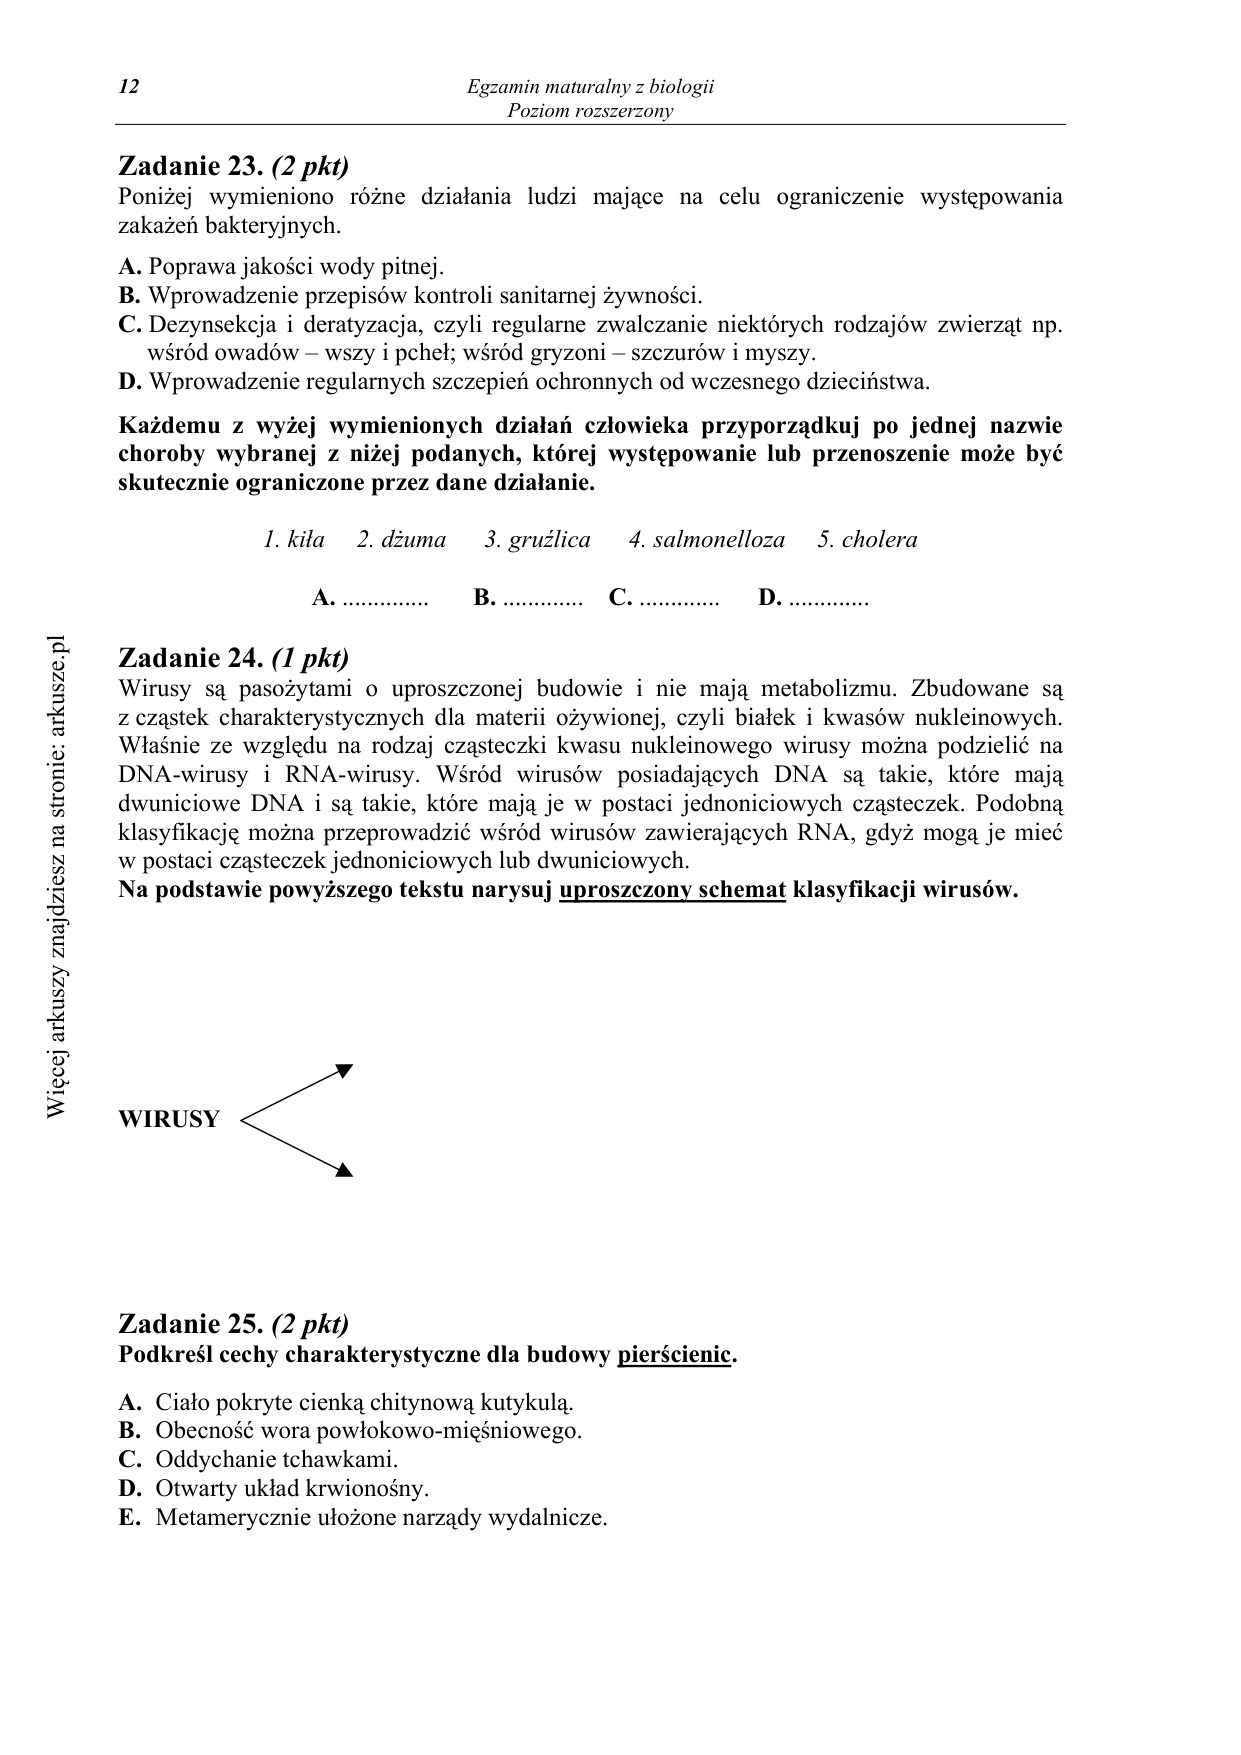 12
Egzamin maturalny z biologii
Poziom rozszerzony
Zadanie 23. (2 pkt)
Poniżej wymieniono różne działania ludzi mające na celu ograniczenie występowania
zakażeń bakteryjnych.
A. Poprawa jakości wody pitnej.
B. Wprowadzenie przepisów kontroli sanitarnej żywności.
C. Dezynsekcja i deratyzacja, czyli regularne zwalczanie niektórych rodzajów zwierząt np.
wśród owadów – wszy i pcheł; wśród gryzoni – szczurów i myszy.
D. Wprowadzenie regularnych szczepień ochronnych od wczesnego dzieciństwa.
Każdemu z wyżej wymienionych działań człowieka przyporządkuj po jednej nazwie
choroby wybranej z niżej podanych, której występowanie lub przenoszenie może być
skutecznie ograniczone przez dane działanie.
1. kiła 2. dżuma 3. gruźlica 4. salmonelloza 5. cholera
A. .............. B. ............. C. ............. D. .............
Zadanie 24. (1 pkt)
Wirusy są pasożytami o uproszczonej budowie i nie mają metabolizmu. Zbudowane są
z cząstek charakterystycznych dla materii ożywionej, czyli białek i kwasów nukleinowych.
Właśnie ze względu na rodzaj cząsteczki kwasu nukleinowego wirusy można podzielić na
DNA-wirusy i RNA-wirusy. Wśród wirusów posiadających DNA są takie, które mają
dwuniciowe DNA i są takie, które mają je w postaci jednoniciowych cząsteczek. Podobną
klasyfikację można przeprowadzić wśród wirusów zawierających RNA, gdyż mogą je mieć
w postaci cząsteczek jednoniciowych lub dwuniciowych.
Na podstawie powyższego tekstu narysuj uproszczony schemat klasyfikacji wirusów.
WIRUSY
Zadanie 25. (2 pkt)
Podkreśl cechy charakterystyczne dla budowy pierścienic.
A. Ciało pokryte cienką chitynową kutykulą.
B. Obecność wora powłokowo-mięśniowego.
C. Oddychanie tchawkami.
D. Otwarty układ krwionośny.
E. Metamerycznie ułożone narządy wydalnicze.
Więcej arkuszy znajdziesz na stronie: arkusze.pl